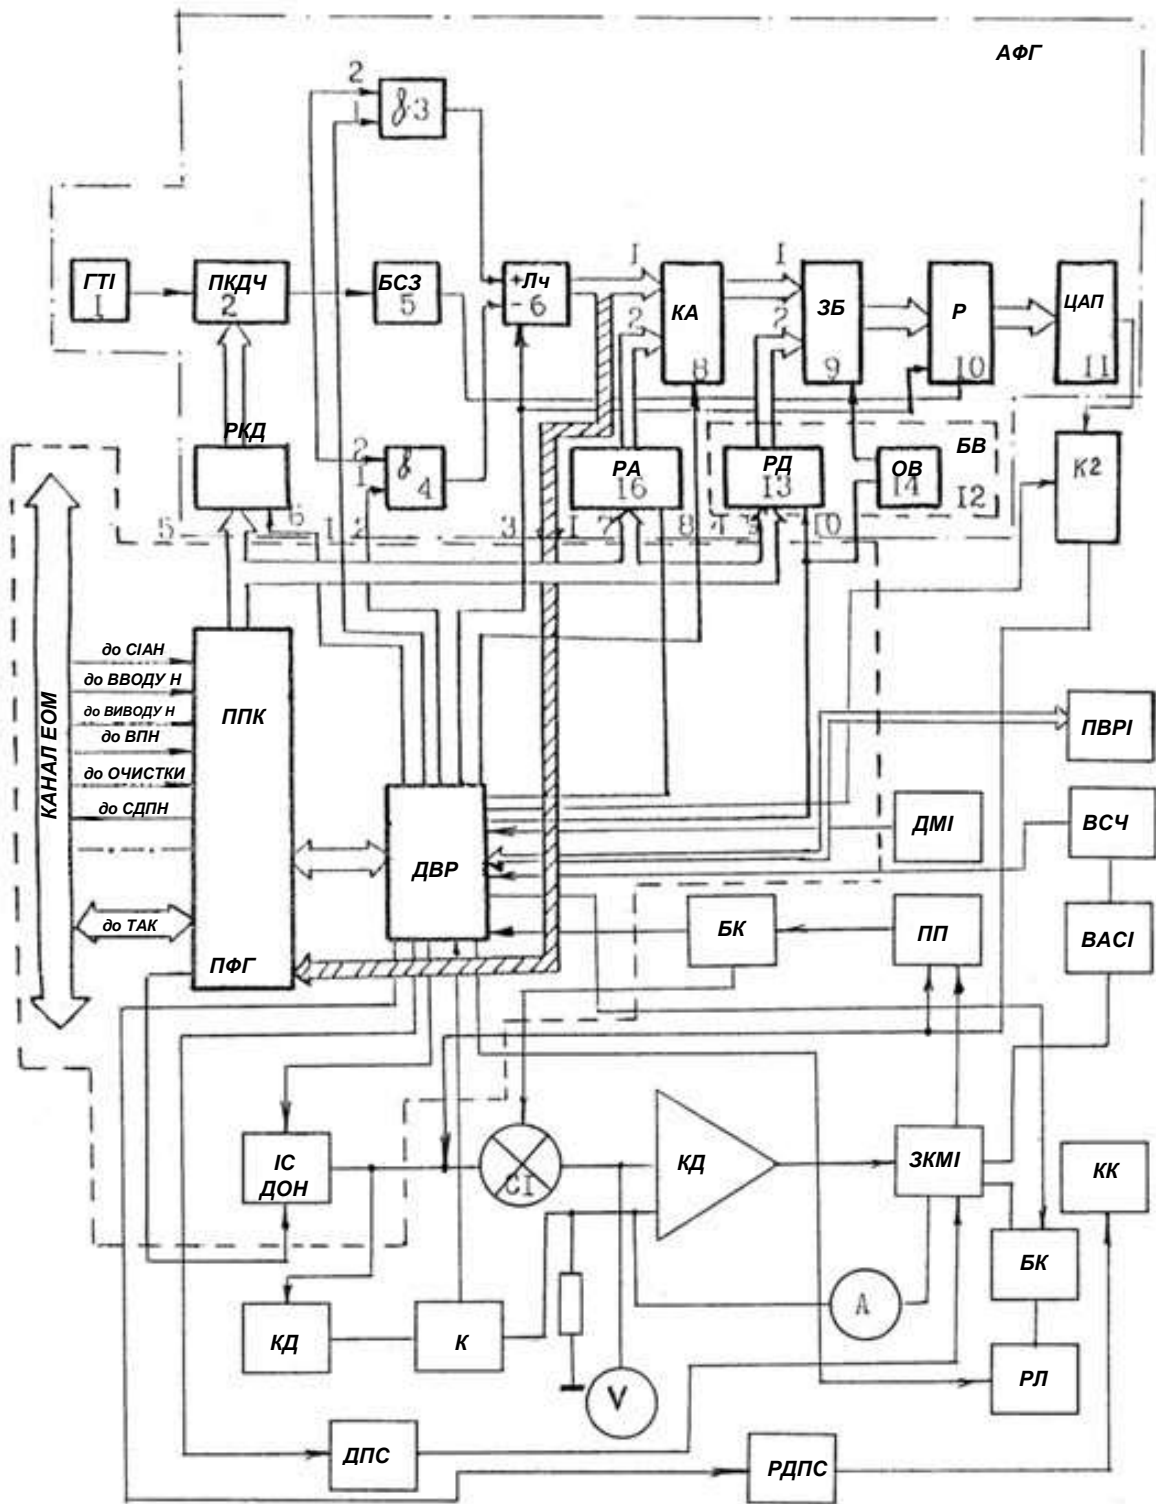 АФГ
2
1
&3
ГТІ
1
ПКДЧ
2
БСЗ
5
+ Лч
- 6
I
2
КА
8
I
2
ЗБ
9
Р
10
ЦАП
11
РКД
2
1
&
4
РА
16
РД
13
ОВ
14
БВ
12
К2
5
6
1
2
3
I
7
8
4
10
КАНАЛ ЕОМ
до СІАН
до ВВОДУ Н
до ВИВОДУ Н
до ВПН
до ОЧИСТКИ
до СДПН
до ТАК
ППК
ПФГ
ДВР
ПВРІ
ДМІ
ВСЧ
БК
ПП
ВАСІ
ІС
ДОН
СІ
КД
ЗКМІ
КК
БК
А
КД
К
V
РЛ
ДПС
РДПС